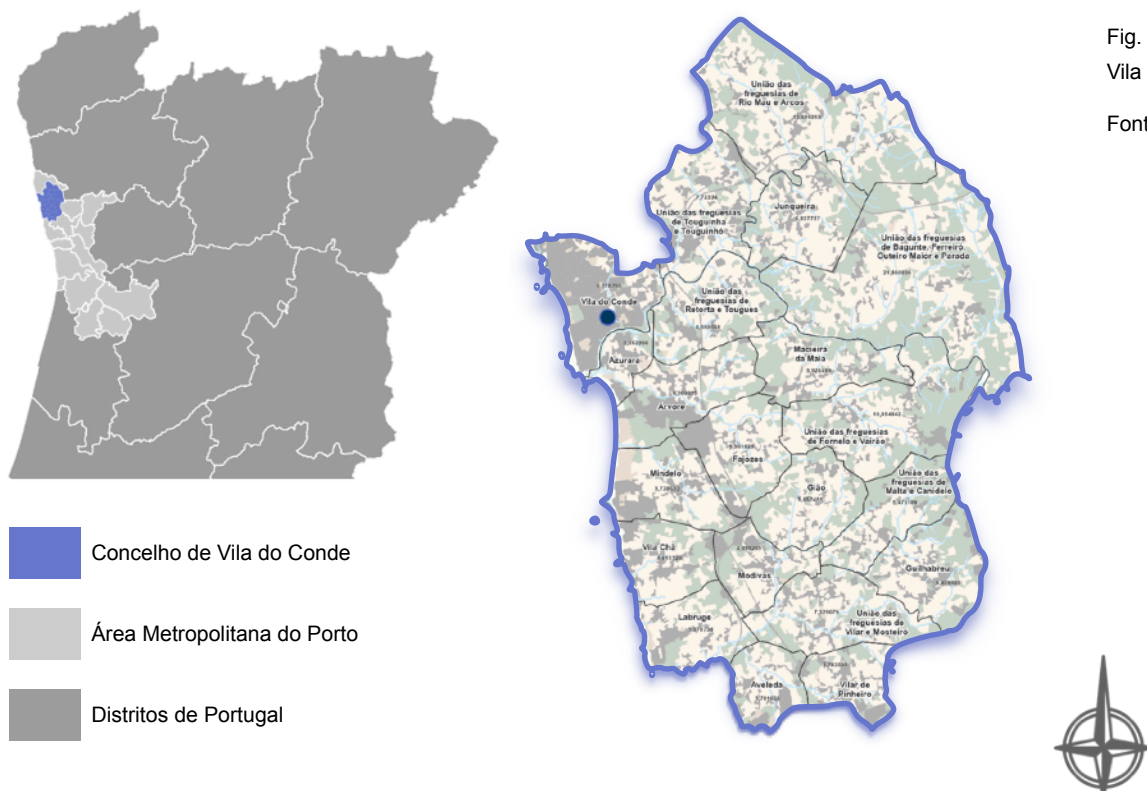 Fig.
Vila
Font
União das
freguesias de
Rio Mau e Arcos
União das freguesias
de Touguinha
e Touguinhó
Junqueira
União das freguesias
de Bagunte, Ferreiró
Outeiro Maior e Parada
Vila do Conde
União das
freguesias de
Retorta e Tougues
Azurara
Macieira
da Maia
Árvore
União das freguesias
de Fornelo e Vairão
Fajozes
Mindelo
Gião
União das
freguesias de
Malta e Canidelo
Vila Chã
Modivas
Guilhabreu
Labruge
União das
freguesias de
Vilar e Mosteiro
Aveleda
Vilar de
Pinheiro
Concelho de Vila do Conde
Área Metropolitana do Porto
Distritos de Portugal